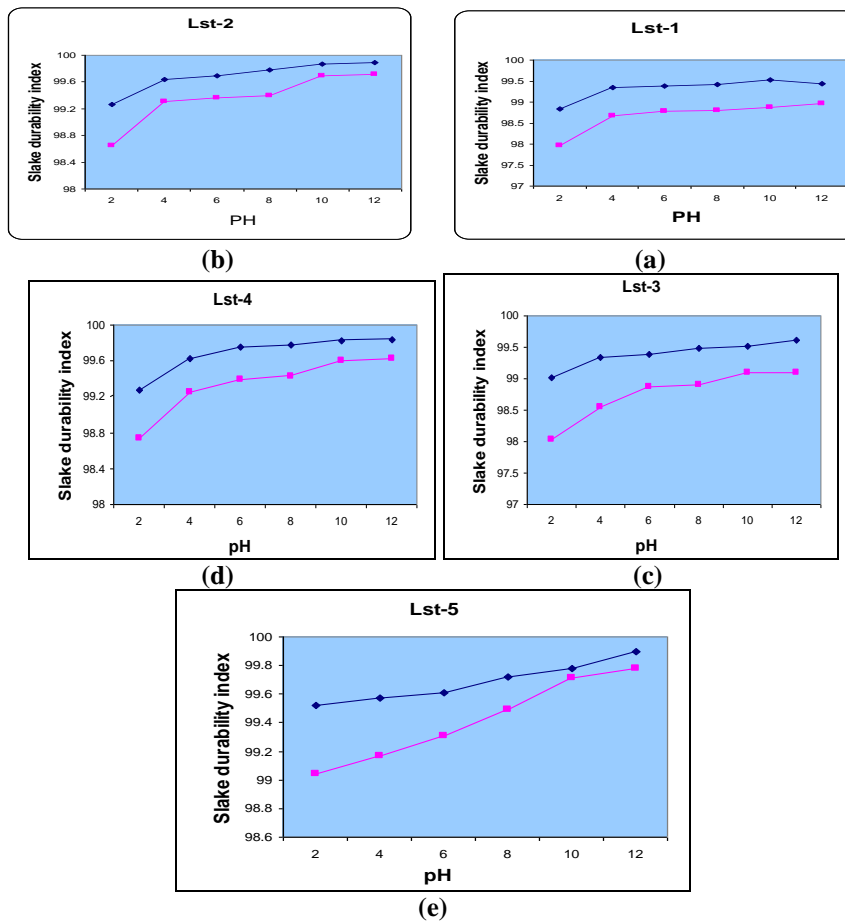 Lst-2
Slake durability index
100
99.6
99.2
98.8
98.4
98
2 4 6 8 10 12
PH
(b)
Lst-1
Slake durability index
100
99.5
99
98.5
98
97.5
97
2 4 6 8 10 12
PH
(a)
Lst-4
Slake durability index
100
99.6
99.2
98.8
98.4
98
2 4 6 8 10 12
pH
(d)
Lst-3
Slake durability index
100
99.5
99
98.5
98
97.5
97
2 4 6 8 10 12
pH
(c)
Lst-5
Slake durability index
100
99.8
99.6
99.4
99.2
99
98.8
98.6
2 4 6 8 10 12
pH
(e)